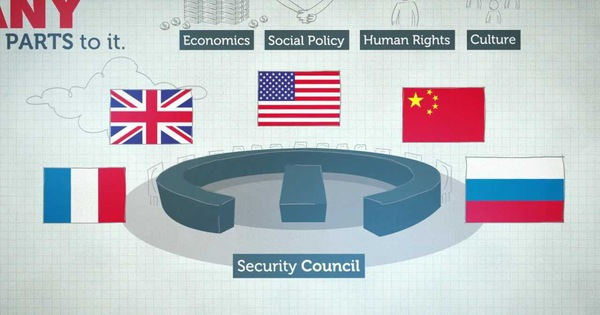 ANY
PARTS to it.
Economics
Social Policy
Human Rights
Culture
Security Council